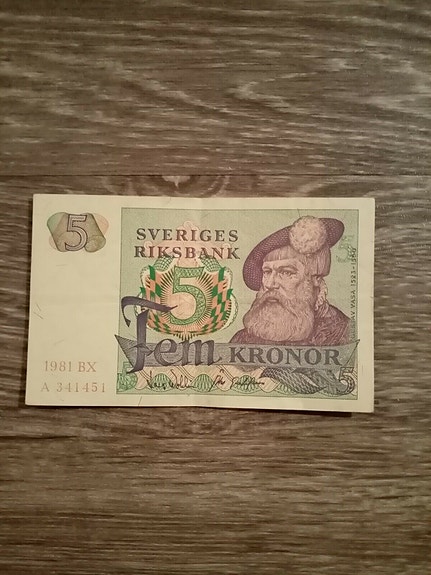 5
SVERIGES
RIKSBANK
5
GUSTAV VASA 1523-1560
Fem KRONOR
1981 BX
A 341451
5